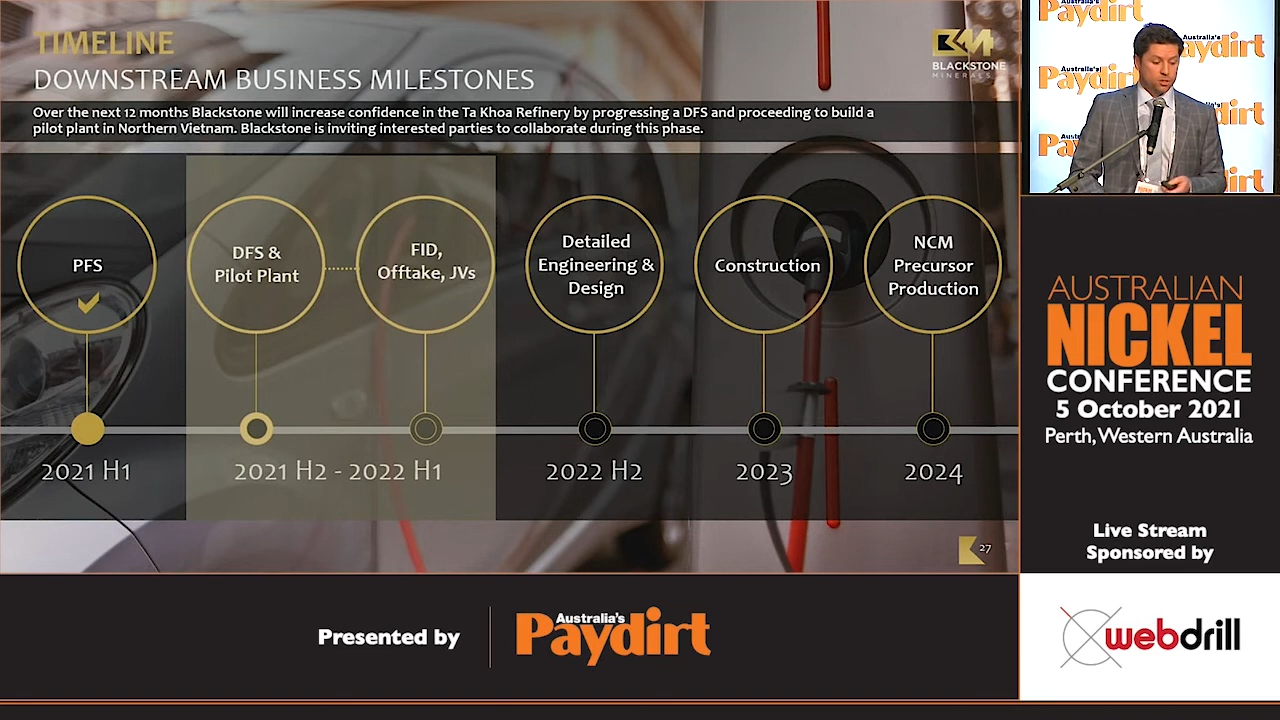 TIMELINE
DOWNSTREAM BUSINESS MILESTONES
BLACKSTONE
MINERALS
Over the next 12 months Blackstone will increase confidence in the Ta Khoa Refinery by progressing a DFS and proceeding to build a
pilot plant in Northern Vietnam. Blackstone is inviting interested parties to collaborate during this phase.
PFS
DFS &
Pilot Plant
FID,
Offtake, JVs
Detailed
Engineering &
Design
Construction
NCM
Precursor
Production
2021 H1
2021 H2 - 2022 H1
2022 H2
2023
2024
27
Paydirt
Australia's
aydirt
Australia's
Paydirt
AUSTRALIAN
NICKEL
CONFERENCE
5 October 2021
Perth, Western Australia
Live Stream
Sponsored by
webdrill
Presented by
Australia's
Paydirt